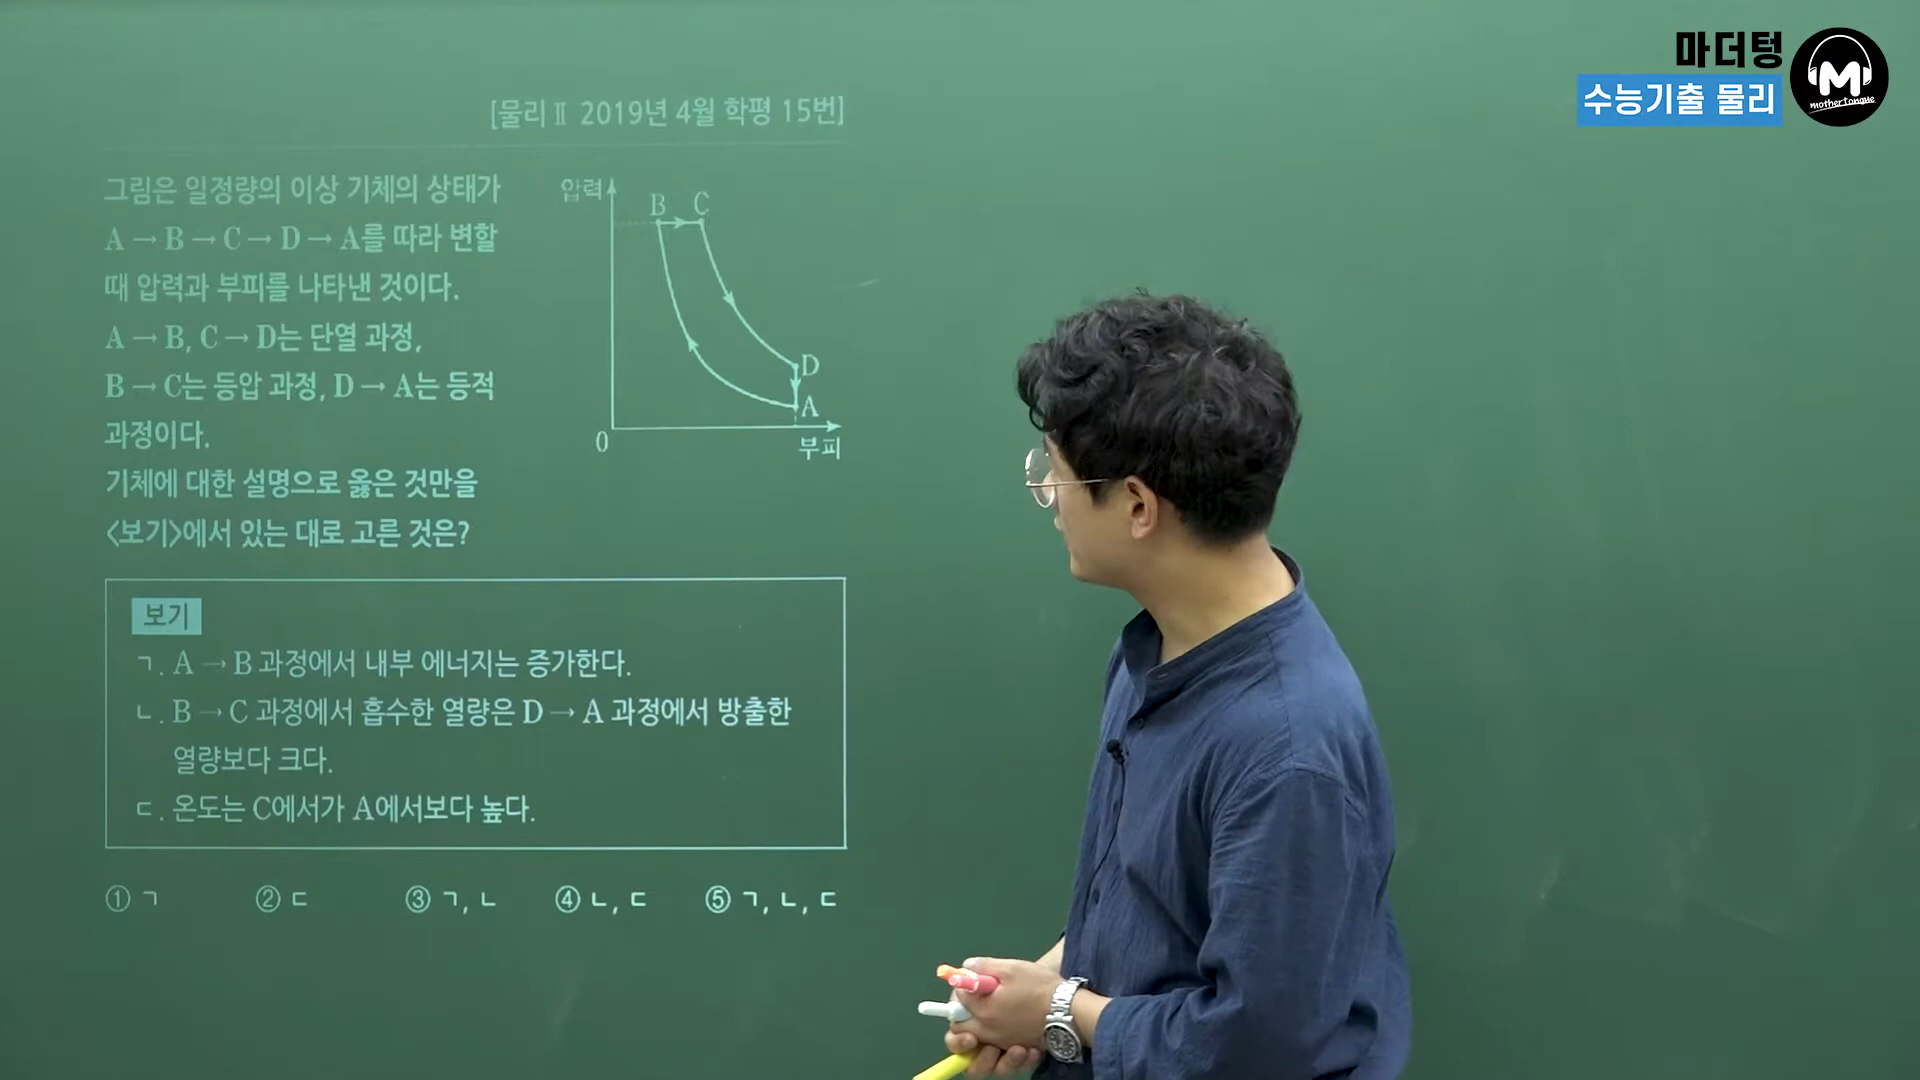 마더텅
수능기출 물리
M
mothertongue
[물리 Ⅱ 2019년 4월 학평 15번]
그림은 일정량의 이상 기체의 상태가
A → B → C → D → A를 따라 변할
때 압력과 부피를 나타낸 것이다.
A → B, C → D는 단열 과정,
B → C는 등압 과정, D → A는 등적
과정이다.
기체에 대한 설명으로 옳은 것만을
<보기>에서 있는 대로 고른 것은?
압력
B C
D
A
0
부피
보기
ㄱ. A → B 과정에서 내부 에너지는 증가한다.
ㄴ. B → C 과정에서 흡수한 열량은 D → A 과정에서 방출한
열량보다 크다.
ㄷ. 온도는 C에서가 A에서보다 높다.
① ㄱ ② ㄷ ③ ㄱ, ㄴ ④ ㄴ, ㄷ ⑤ ㄱ, ㄴ, ㄷ